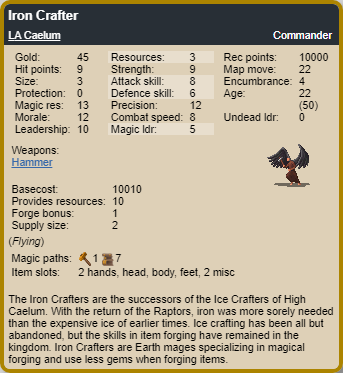 Iron Crafter
LA Caelum Commander
Gold: 45 Resources: 3 Rec points: 10000
Hit points: 9 Strength: 9 Map move: 22
Size: 3 Attack skill: 8 Encumbrance: 4
Protection: 0 Defence skill: 6 Age: 22
Magic res: 13 Precision: 12 (50)
Morale: 12 Combat speed: 8 Undead ldr: 0
Leadership: 10 Magic ldr: 5
Weapons:
Hammer
Basecost: 10010
Provides resources: 10
Forge bonus: 1
Supply size: 2
(Flying)
Magic paths: 1 7
Item slots: 2 hands, head, body, feet, 2 misc
The Iron Crafters are the successors of the Ice Crafters of High
Caelum. With the return of the Raptors, iron was more sorely needed
than the expensive ice of earlier times. Ice crafting has been all but
abandoned, but the skills in item forging have remained in the
kingdom. Iron Crafters are Earth mages specializing in magical
forging and use less gems when forging items.